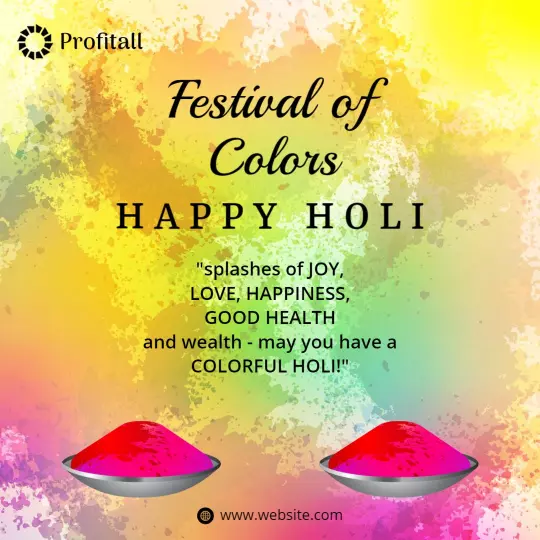 Profitall
Festival of
Colors
HAPPY HOLI
"splashes of JOY,
LOVE, HAPPINESS,
GOOD HEALTH
and wealth - may you have a
COLORFUL HOLI!"
www.website.com